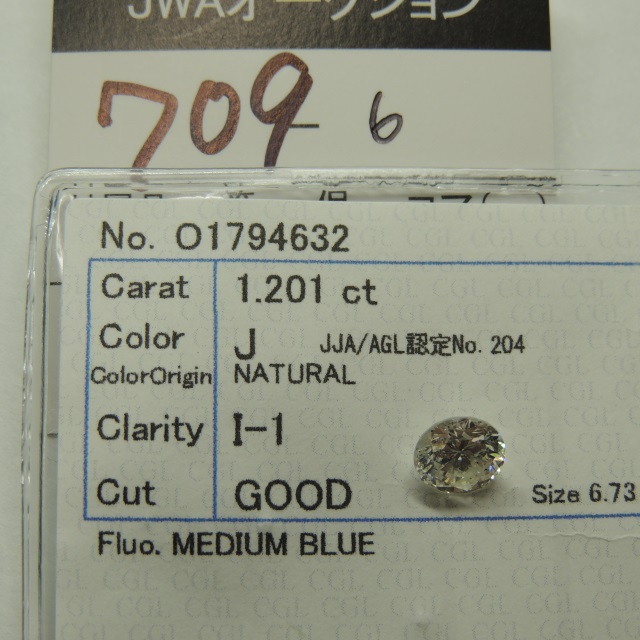 JWAオークション
709-6
No. O1794632
Carat 1.201 ct
Color J JJA/AGL認定No. 204
ColorOrigin NATURAL
Clarity I-1
Cut GOOD Size 6.73
Fluo. MEDIUM BLUE